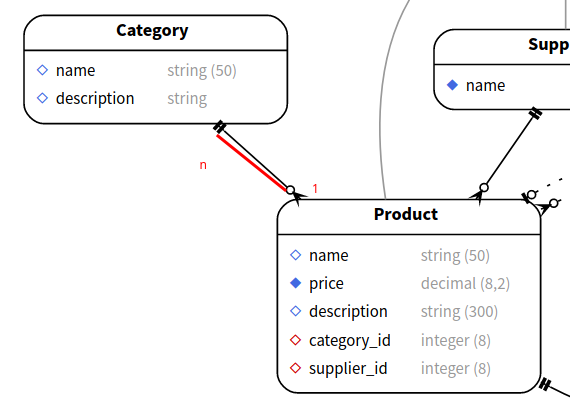 Category
name string (50)
description string
Supp
name
n
1
Product
name string (50)
price decimal (8,2)
description string (300)
category_id integer (8)
supplier_id integer (8)